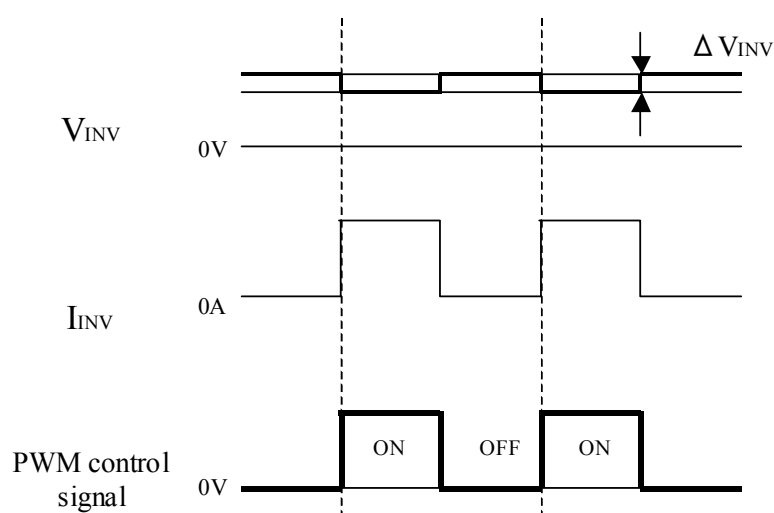 Δ VINV
VINV
0V
0A
IINV
ON
OFF
ON
PWM control
signal
0V